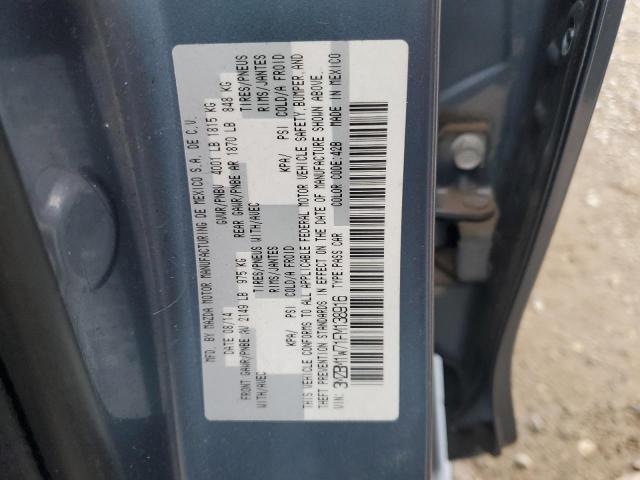 MFD. BY MAZDA MOTOR MANUFACTURING DE MEXICO S.A. DE C.V.
DATE 08/14 GVWR/PNBV 4001 LB 1815 KG
FRONT GAWR/PNBE AV 2149 LB 975 KG REAR GAWR/PNBE AR 1870 LB 848 KG
WITH/AVEC TIRES/PNEUS WITH/AVEC TIRES/PNEUS
RIMS/JANTES RIMS/JANTES
KPA/ PSI COLD/A FROID KPA/ PSI COLD/A FROID
THIS VEHICLE CONFORMS TO ALL APPLICABLE FEDERAL MOTOR VEHICLE SAFETY, BUMPER, AND
THEFT PREVENTION STANDARDS IN EFFECT ON THE DATE OF MANUFACTURE SHOWN ABOVE.
VIN: 3MZBM1W71FM138916 TYPE: PASS CAR COLOR CODE: 42B MADE IN MEXICO